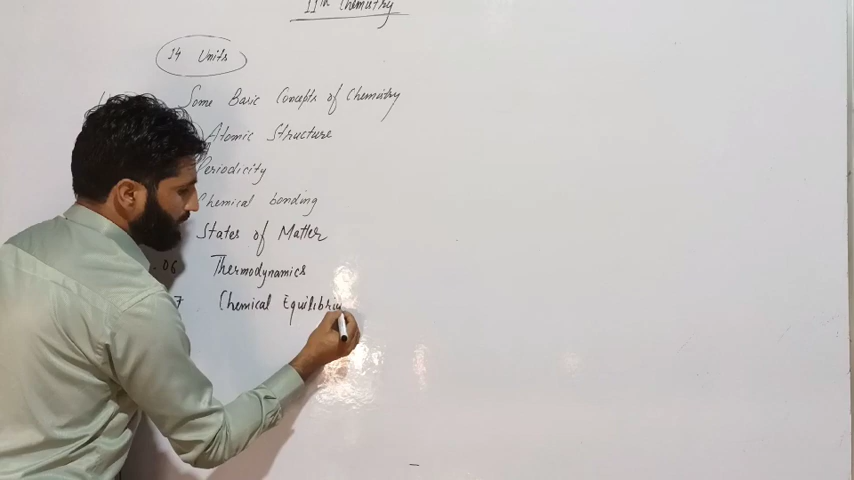 11th Chemistry
14 Units
Some Basic Concepts of Chemistry
Atomic Structure
Periodicity
Chemical bonding
States of Matter
06 Thermodynamics
7 Chemical Equilibriu